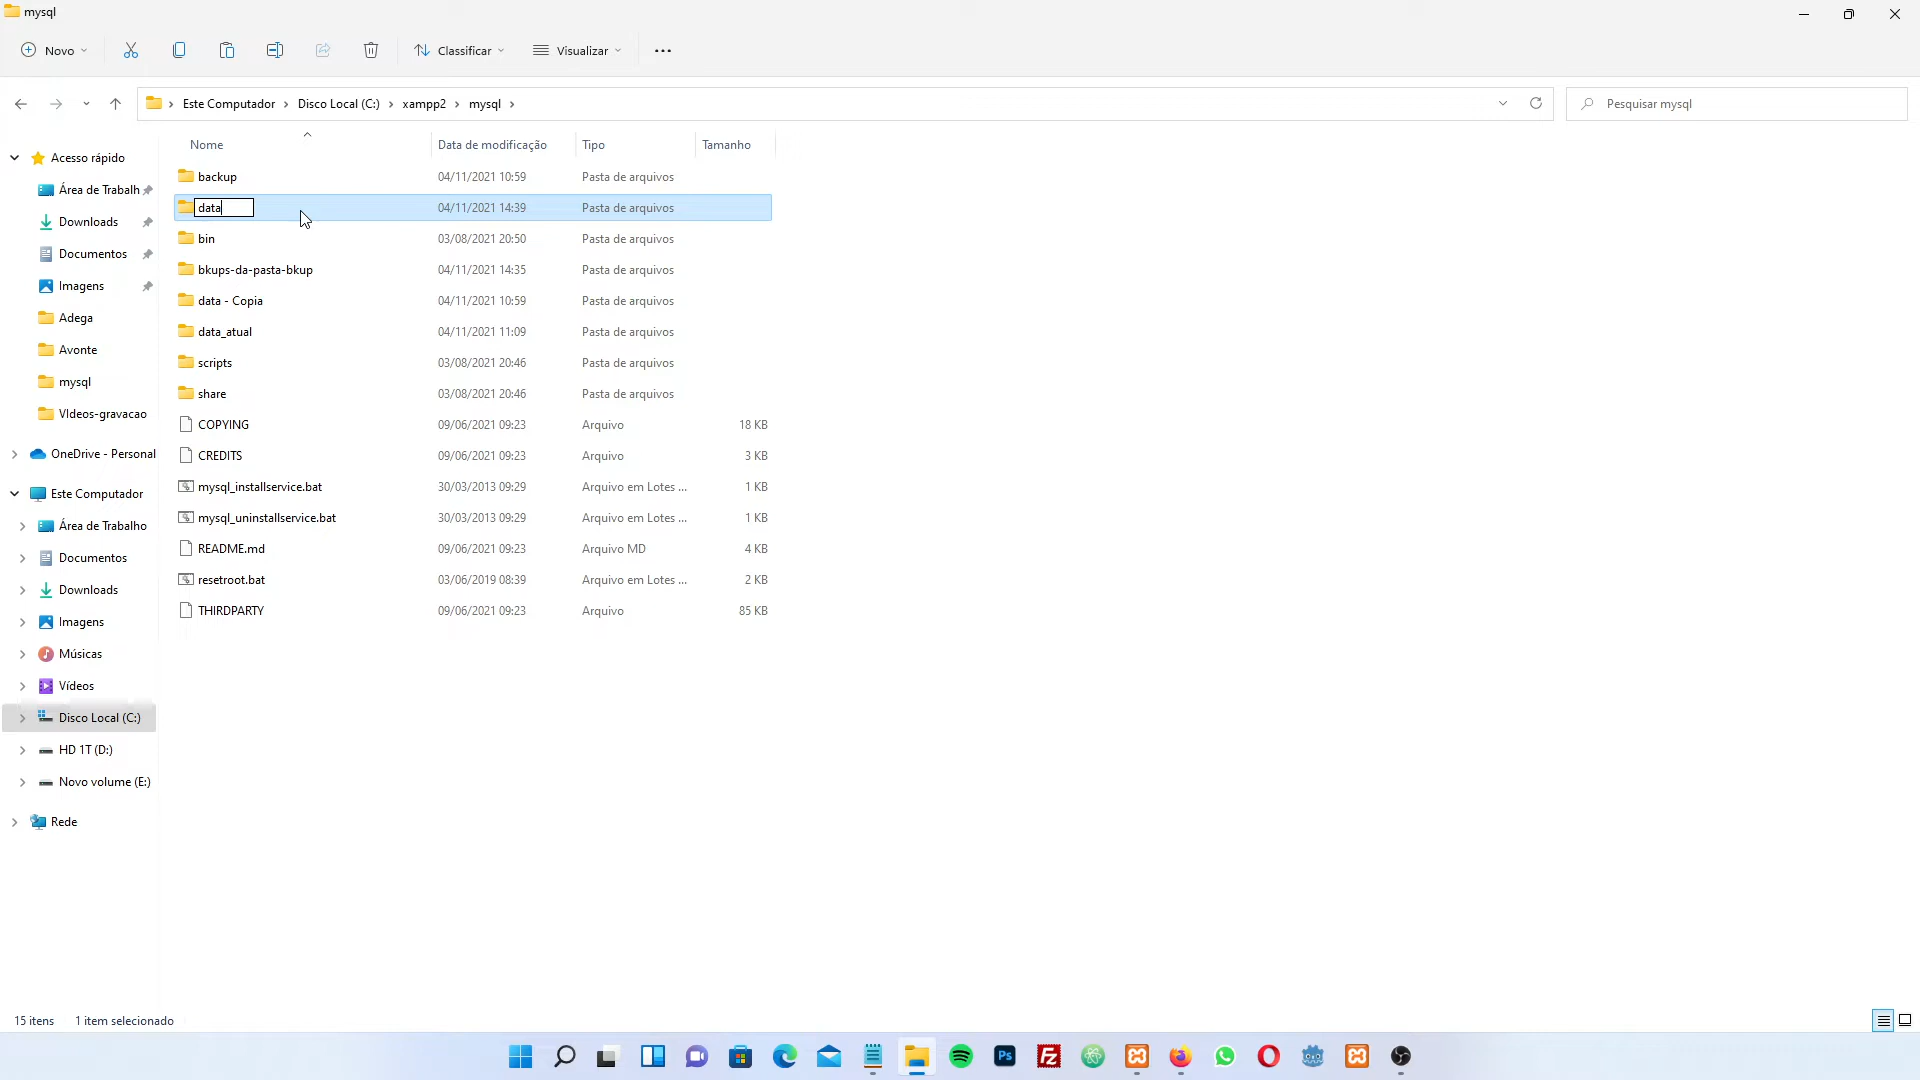 mysql
Novo
Classificar
Visualizar
Este Computador
Disco Local (C:)
xampp2
mysql
Pesquisar mysql
Nome
Data de modificação
Tipo
Tamanho
backup 04/11/2021 10:59 Pasta de arquivos
data 04/11/2021 14:39 Pasta de arquivos
bin 03/08/2021 20:50 Pasta de arquivos
bkups-da-pasta-bkup 04/11/2021 14:35 Pasta de arquivos
data - Copia 04/11/2021 10:59 Pasta de arquivos
data_atual 04/11/2021 11:09 Pasta de arquivos
scripts 03/08/2021 20:46 Pasta de arquivos
share 03/08/2021 20:46 Pasta de arquivos
COPYING 09/06/2021 09:23 Arquivo 18 KB
CREDITS 09/06/2021 09:23 Arquivo 3 KB
mysql_installservice.bat 30/03/2013 09:29 Arquivo em Lotes ... 1 KB
mysql_uninstallservice.bat 30/03/2013 09:29 Arquivo em Lotes ... 1 KB
README.md 09/06/2021 09:23 Arquivo MD 4 KB
resetroot.bat 03/06/2019 08:39 Arquivo em Lotes ... 2 KB
THIRDPARTY 09/06/2021 09:23 Arquivo 85 KB
Acesso rápido
Área de Trabalh
Downloads
Documentos
Imagens
Adega
Avonte
mysql
VIdeos-gravacao
OneDrive - Personal
Este Computador
Área de Trabalho
Documentos
Downloads
Imagens
Músicas
Vídeos
Disco Local (C:)
HD 1T (D:)
Novo volume (E:)
Rede
15 itens
1 item selecionado
Ps
Fz